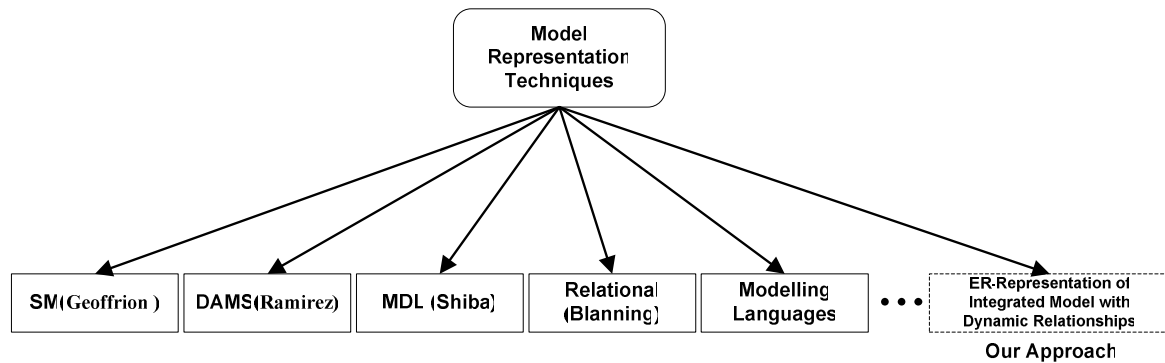 Model
Representation
Techniques
SM(Geoffrion )
DAMS(Ramirez)
MDL (Shiba)
Relational
(Blanning)
Modelling
Languages
•••
ER-Representation of
Integrated Model with
Dynamic Relationships
Our Approach